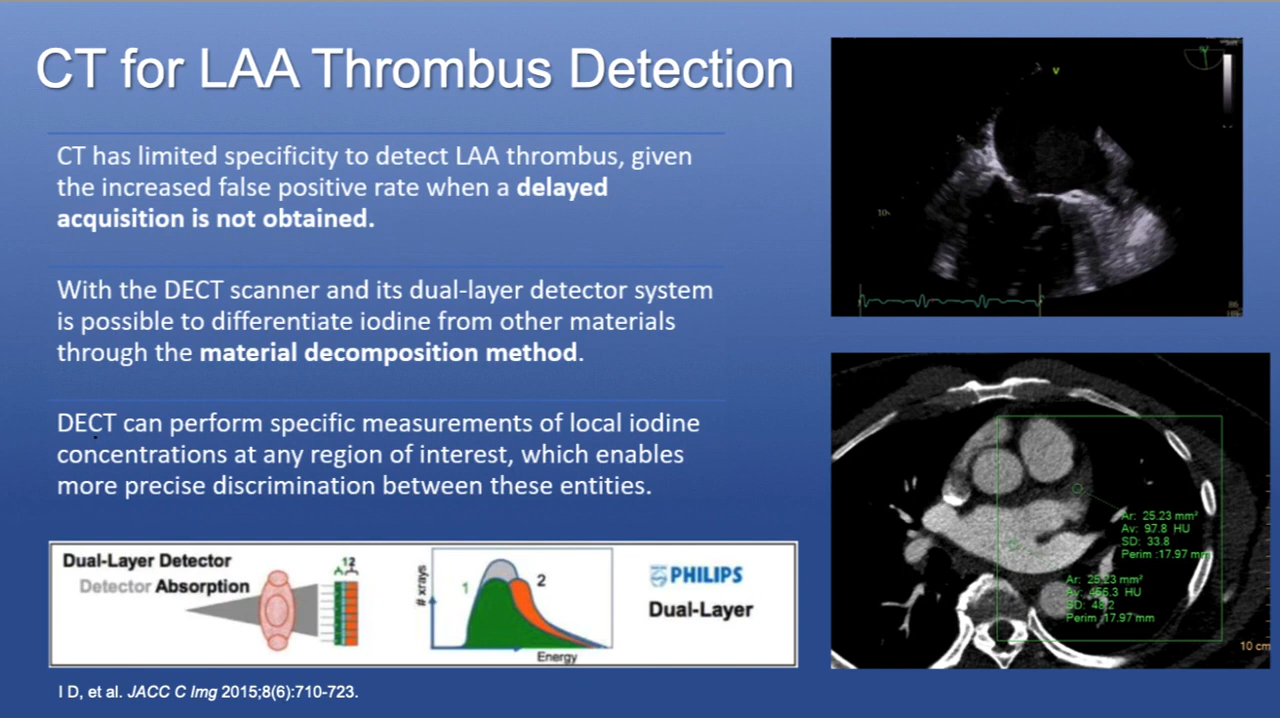 CT for LAA Thrombus Detection
CT has limited specificity to detect LAA thrombus, given
the increased false positive rate when a delayed
acquisition is not obtained.
With the DECT scanner and its dual-layer detector system
is possible to differentiate iodine from other materials
through the material decomposition method.
DECT can perform specific measurements of local iodine
concentrations at any region of interest, which enables
more precise discrimination between these entities.
Dual-Layer Detector
Detector Absorption
12
# xrays
1
2
Energy
PHILIPS
Dual-Layer
I D, et al. JACC C Img 2015;8(6):710-723.
V
10
Ar: 25.23 mm²
Av: 97.8 HU
SD: 33.8
Perim :17.97 mm
Ar: 25.23 mm²
HU
SD: 48.2
Perim :17.97 mm
10 cm